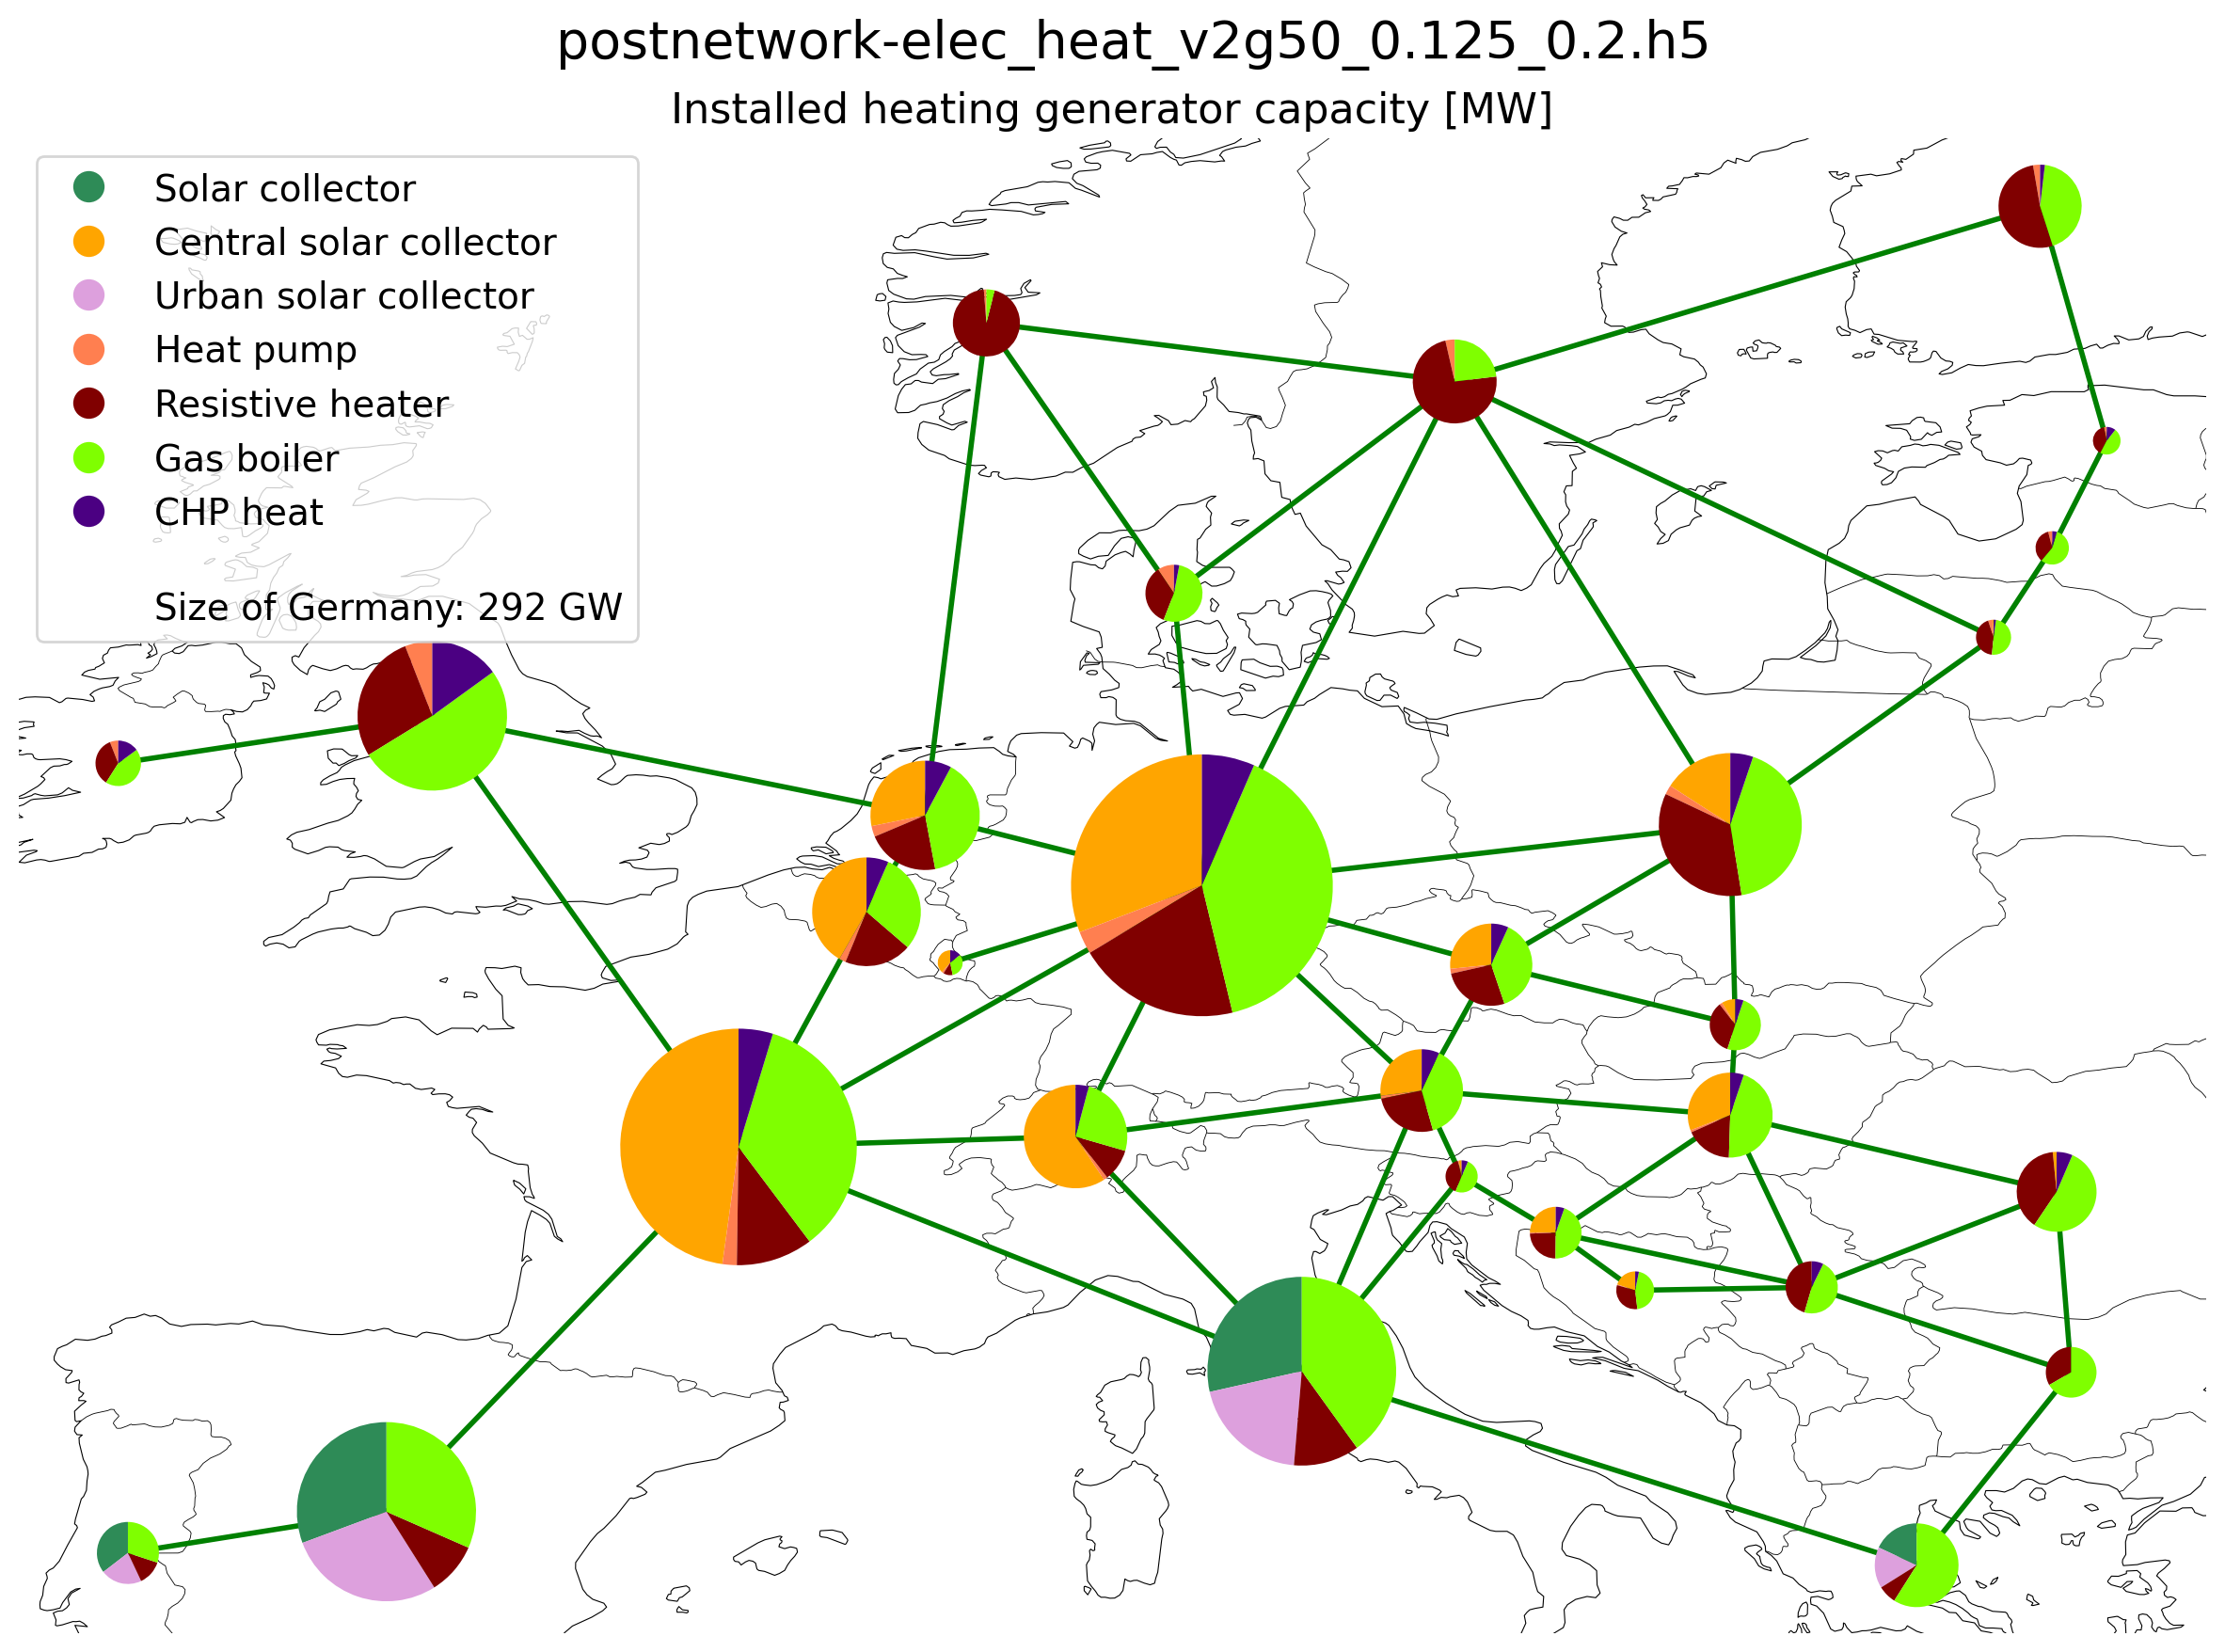 postnetwork-elec_heat_v2g50_0.125_0.2.h5
Installed heating generator capacity [MW]
Solar collector
Central solar collector
Urban solar collector
Heat pump
Resistive heater
Gas boiler
CHP heat
Size of Germany: 292 GW